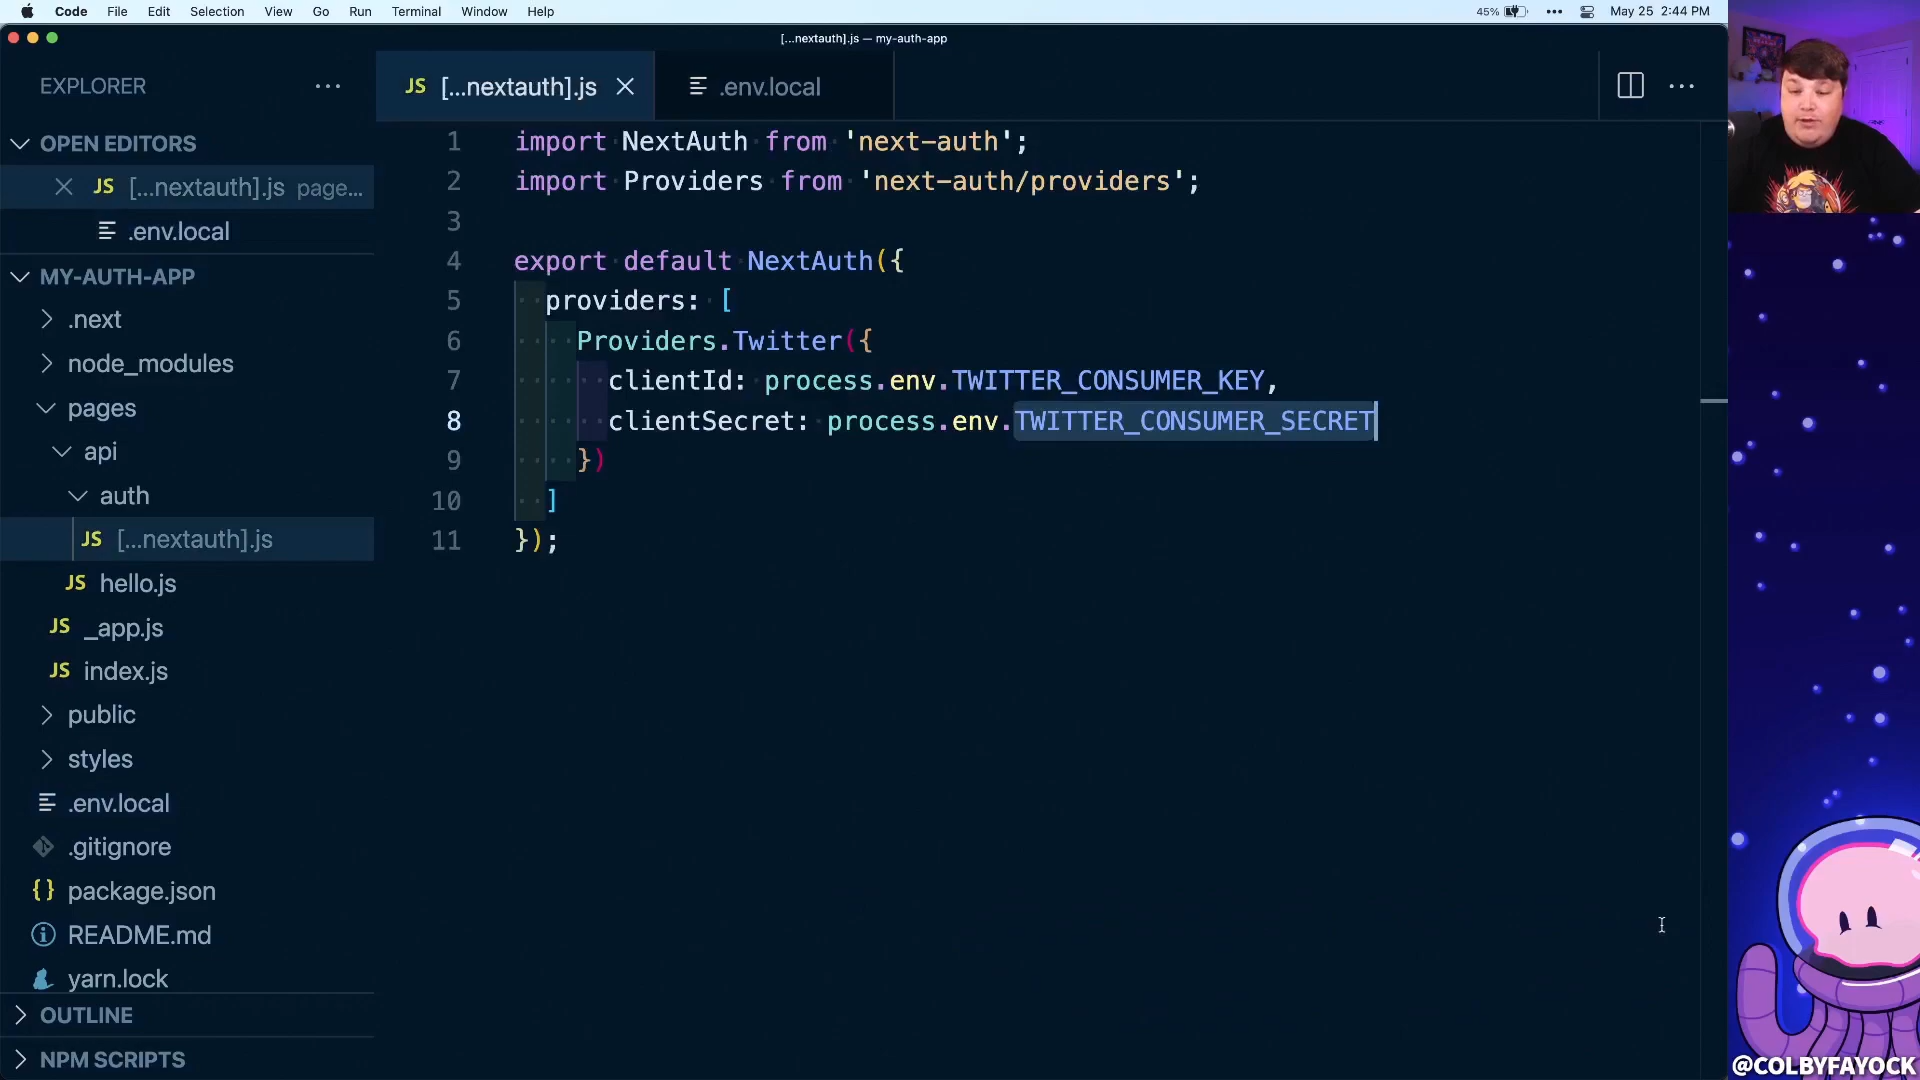 Code File Edit Selection View Go Run Terminal Window Help 45% May 25 2:44 PM
[...nextauth].js — my-auth-app
EXPLORER
OPEN EDITORS
[...nextauth].js page...
.env.local
MY-AUTH-APP
.next
node_modules
pages
api
auth
JS [...nextauth].js
JS hello.js
JS _app.js
JS index.js
public
styles
.env.local
.gitignore
{} package.json
README.md
yarn.lock
OUTLINE
NPM SCRIPTS
JS [...nextauth].js .env.local
1 import NextAuth from 'next-auth';
2 import Providers from 'next-auth/providers';
3
4 export default NextAuth({
5 providers: [
6 Providers.Twitter({
7 clientId: process.env.TWITTER_CONSUMER_KEY,
8 clientSecret: process.env.TWITTER_CONSUMER_SECRET
9 })
10 ]
11 });
@COLBYFAYOCK